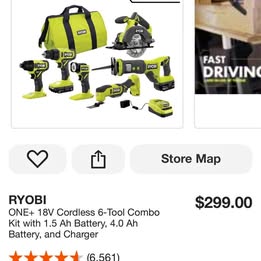 FAST
DRIVING
Store Map
RYOBI
$299.00
ONE+ 18V Cordless 6-Tool Combo
Kit with 1.5 Ah Battery, 4.0 Ah
Battery, and Charger
(6,561)